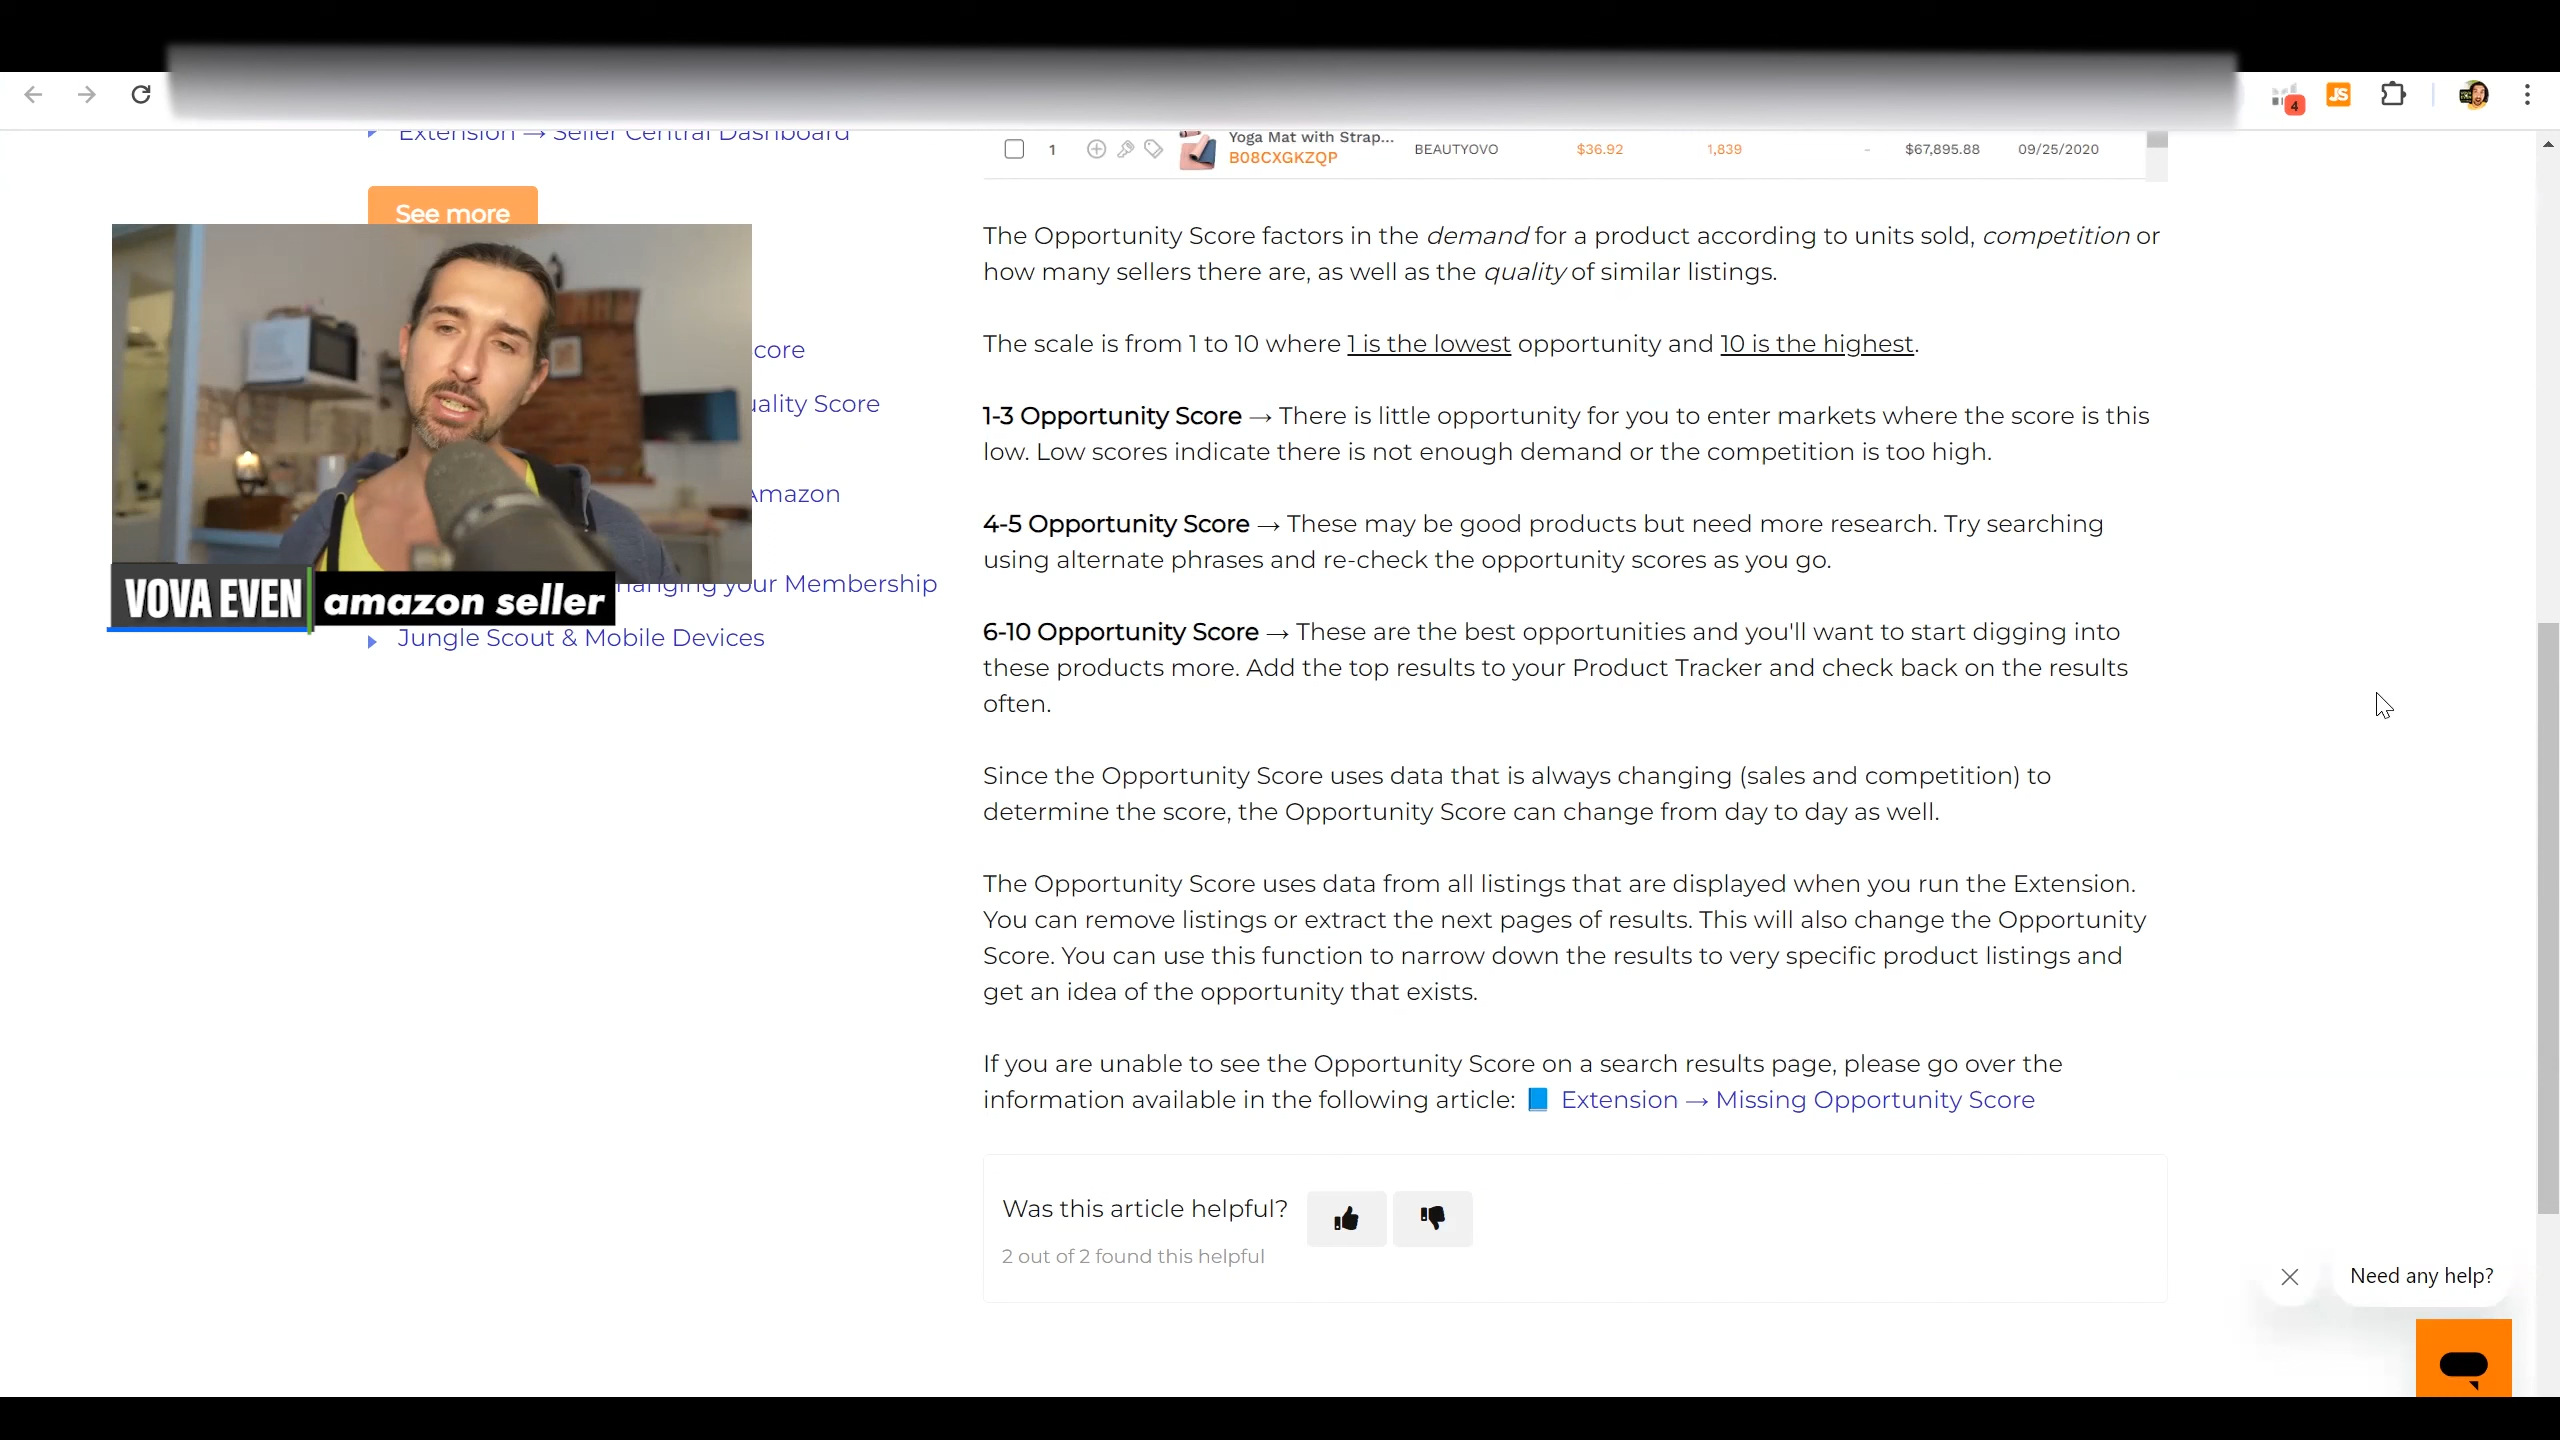 4
JS
Extension → Seller Central Dashboard
See more
core
uality Score
Amazon
hanging your Membership
Jungle Scout & Mobile Devices
VOVA EVEN
amazon seller
1
Yoga Mat with Strap...
B08CXGKZQP
BEAUTYOVO
$36.92
1,839
-
$67,895.88
09/25/2020
The Opportunity Score factors in the demand for a product according to units sold, competition or
how many sellers there are, as well as the quality of similar listings.
The scale is from 1 to 10 where 1 is the lowest opportunity and 10 is the highest.
1-3 Opportunity Score → There is little opportunity for you to enter markets where the score is this
low. Low scores indicate there is not enough demand or the competition is too high.
4-5 Opportunity Score → These may be good products but need more research. Try searching
using alternate phrases and re-check the opportunity scores as you go.
6-10 Opportunity Score → These are the best opportunities and you'll want to start digging into
these products more. Add the top results to your Product Tracker and check back on the results
often.
Since the Opportunity Score uses data that is always changing (sales and competition) to
determine the score, the Opportunity Score can change from day to day as well.
The Opportunity Score uses data from all listings that are displayed when you run the Extension.
You can remove listings or extract the next pages of results. This will also change the Opportunity
Score. You can use this function to narrow down the results to very specific product listings and
get an idea of the opportunity that exists.
If you are unable to see the Opportunity Score on a search results page, please go over the
information available in the following article: 📘 Extension → Missing Opportunity Score
Was this article helpful?
2 out of 2 found this helpful
Need any help?